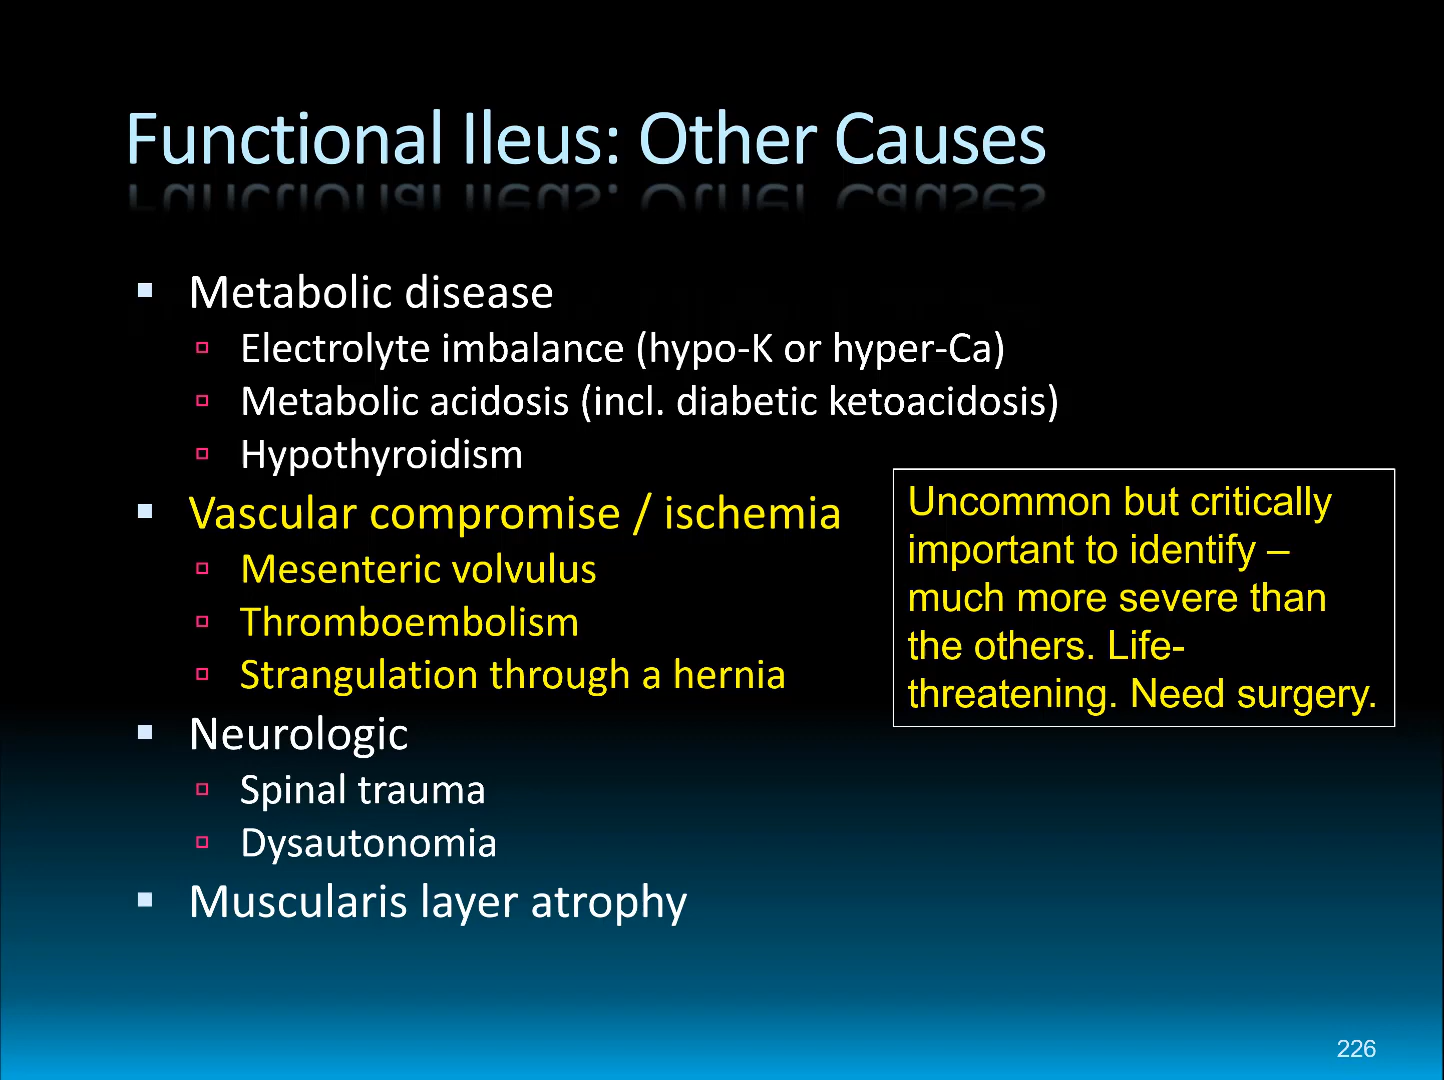 Functional Ileus: Other Causes
Metabolic disease
Electrolyte imbalance (hypo-K or hyper-Ca)
Metabolic acidosis (incl. diabetic ketoacidosis)
Hypothyroidism
Vascular compromise / ischemia
Mesenteric volvulus
Thromboembolism
Strangulation through a hernia
Neurologic
Spinal trauma
Dysautonomia
Muscularis layer atrophy
Uncommon but critically
important to identify –
much more severe than
the others. Life-
threatening. Need surgery.
226